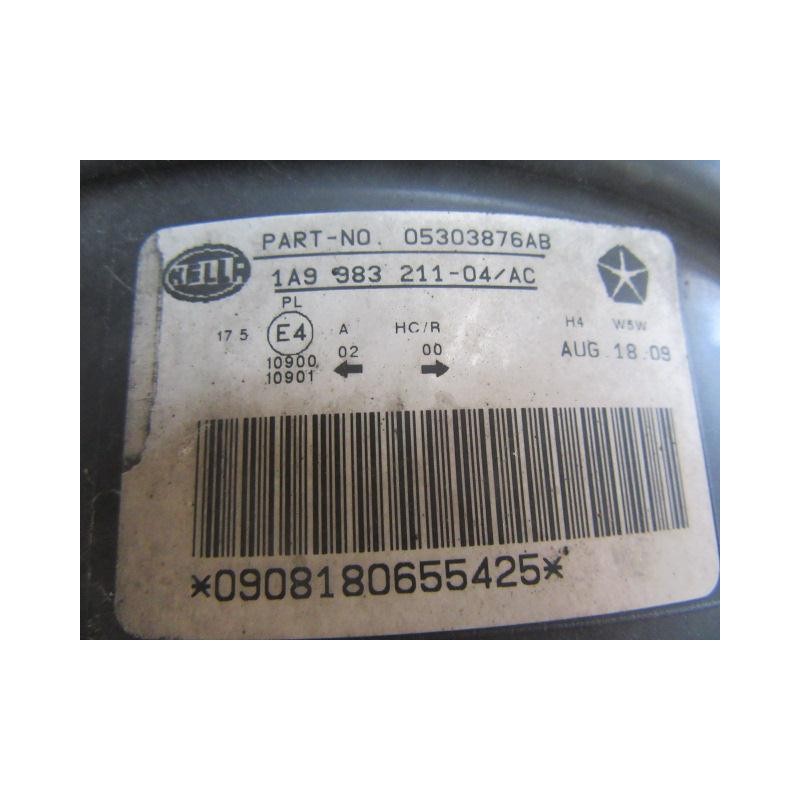 HELLA
PART-NO. 05303876AB
1A9 983 211-04/AC
PL
17 5 E4 A HC/R H4 W5W
10900 02 00 AUG 18.09
10901
*0908180655425*